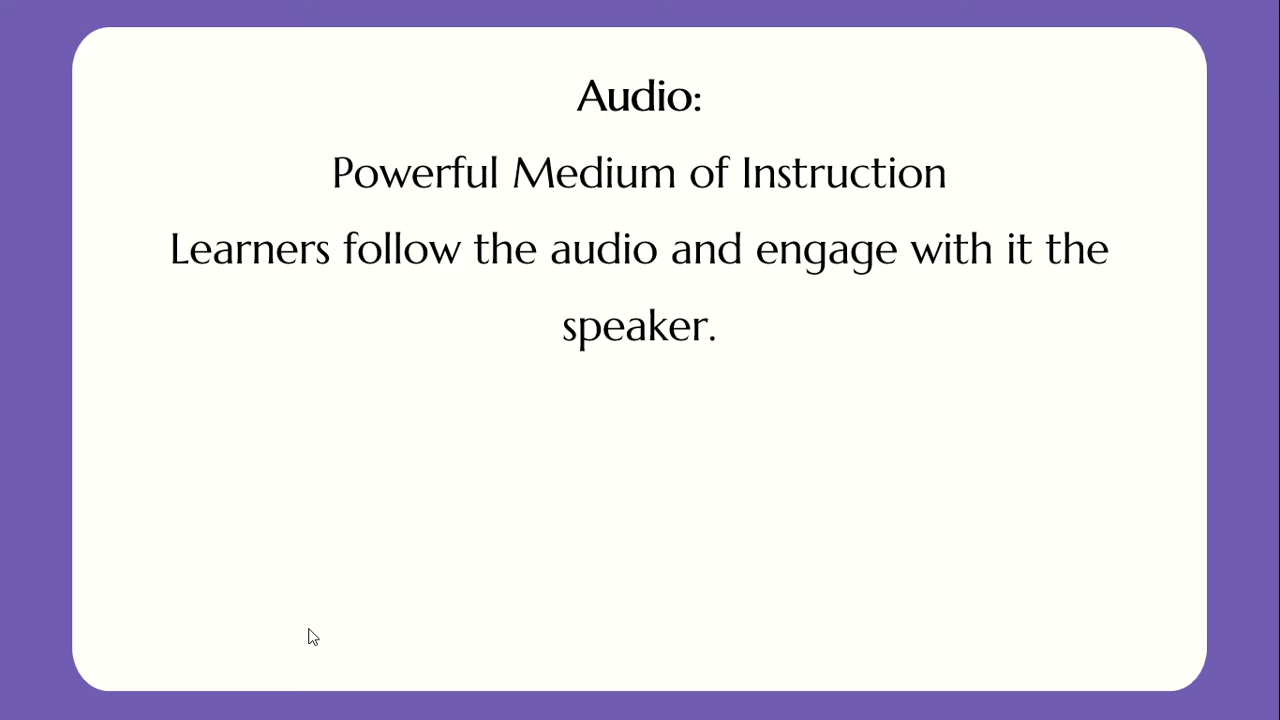 Audio:
Powerful Medium of Instruction
Learners follow the audio and engage with it the
speaker.